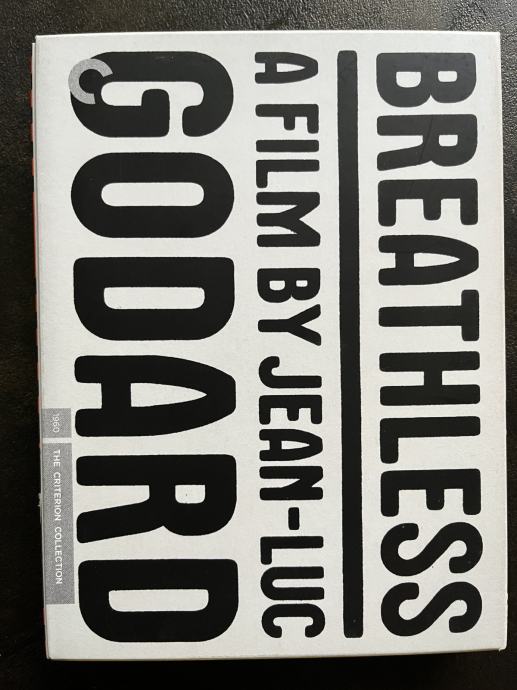 BREATHLESS
A FILM BY JEAN-LUC
GODARD
1960 THE CRITERION COLLECTION